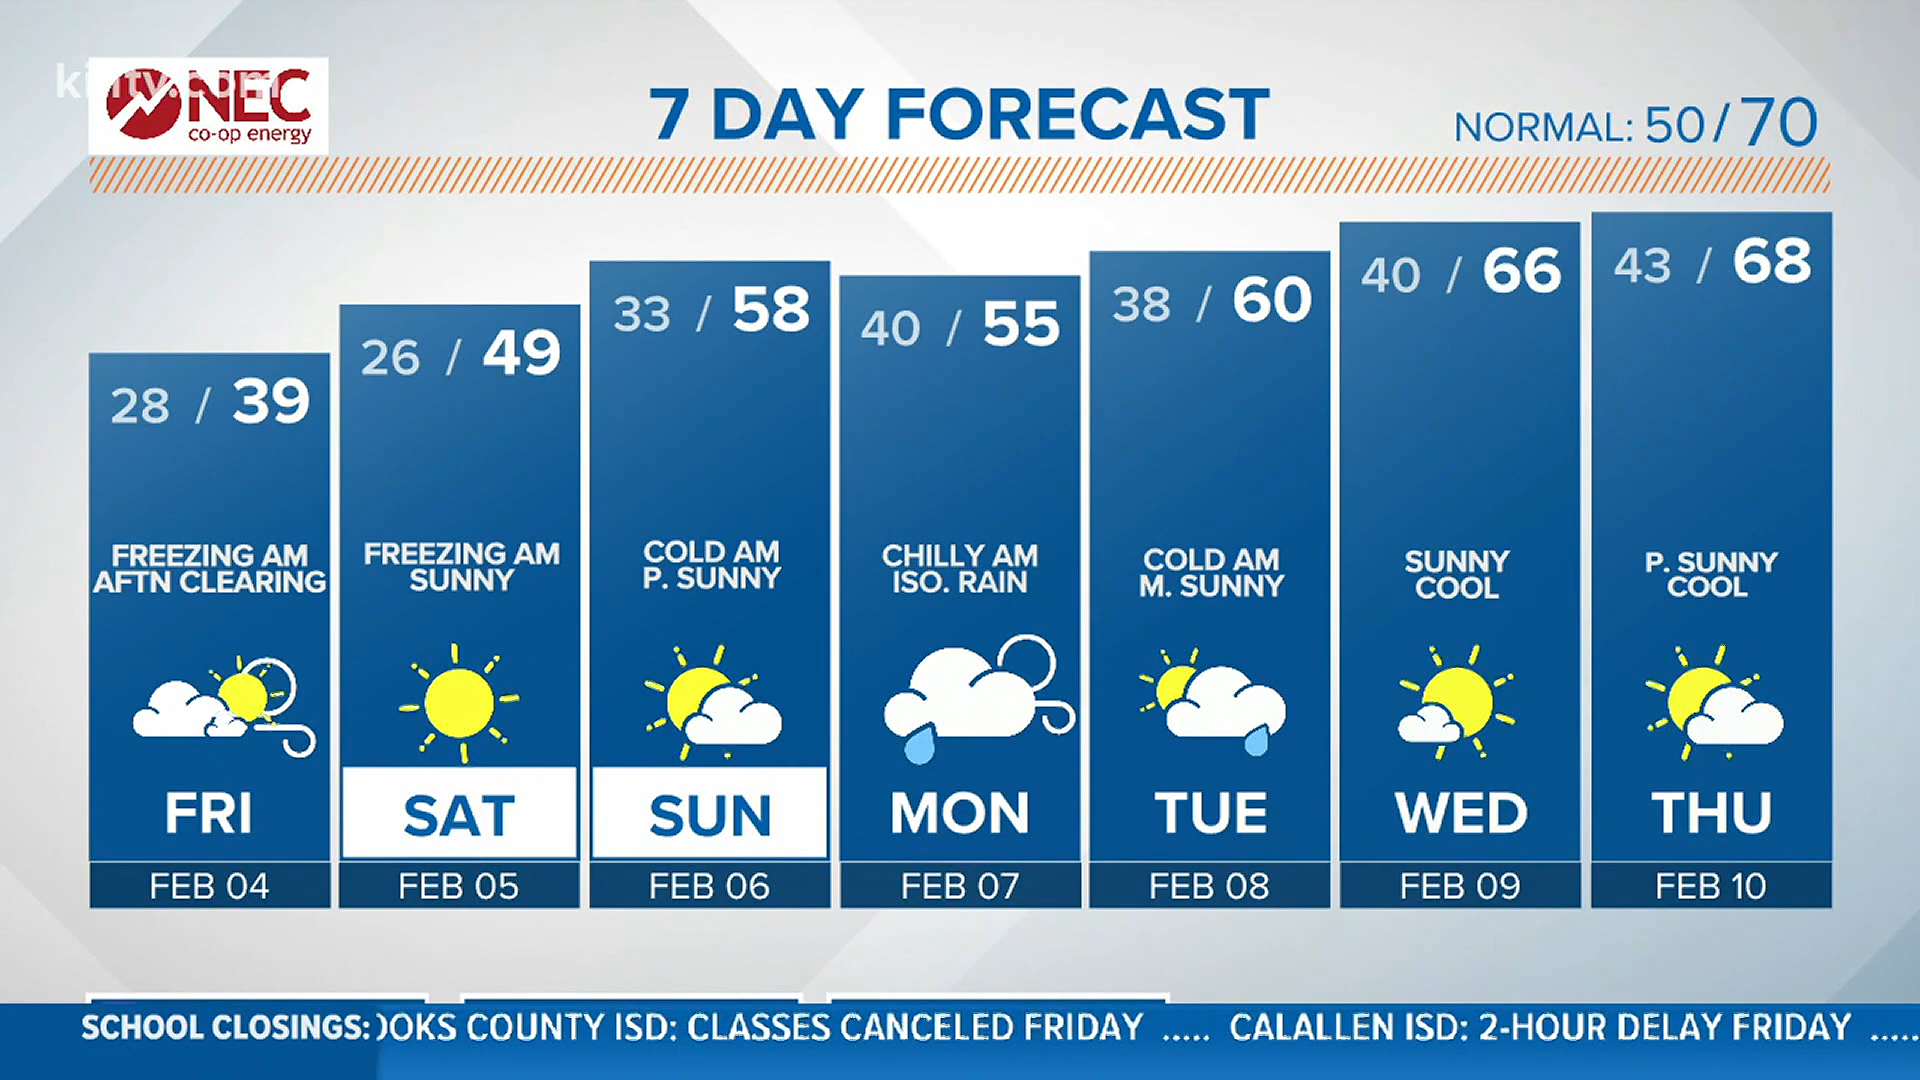 NEC
co-op energy
7 DAY FORECAST
NORMAL: 50/70
28 / 39
FREEZING AM
AFTN CLEARING
FRI
FEB 04
26 / 49
FREEZING AM
SUNNY
SAT
FEB 05
33 / 58
COLD AM
P. SUNNY
SUN
FEB 06
40 / 55
CHILLY AM
ISO. RAIN
MON
FEB 07
38 / 60
COLD AM
M. SUNNY
TUE
FEB 08
40 / 66
SUNNY
COOL
WED
FEB 09
43 / 68
P. SUNNY
COOL
THU
FEB 10
SCHOOL CLOSINGS: OOKS COUNTY ISD: CLASSES CANCELED FRIDAY ..... CALALLEN ISD: 2-HOUR DELAY FRIDAY .....